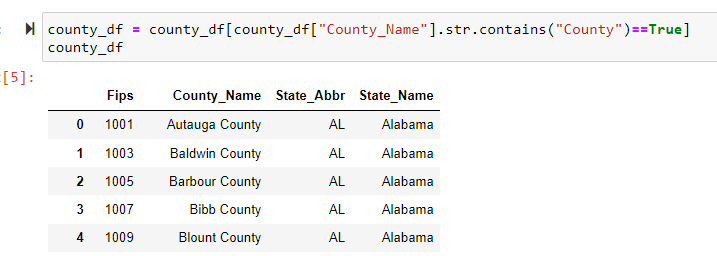 county_df = county_df[county_df["County_Name"].str.contains("County")==True]
county_df
[5]:
Fips County_Name State_Abbr State_Name
0 1001 Autauga County AL Alabama
1 1003 Baldwin County AL Alabama
2 1005 Barbour County AL Alabama
3 1007 Bibb County AL Alabama
4 1009 Blount County AL Alabama